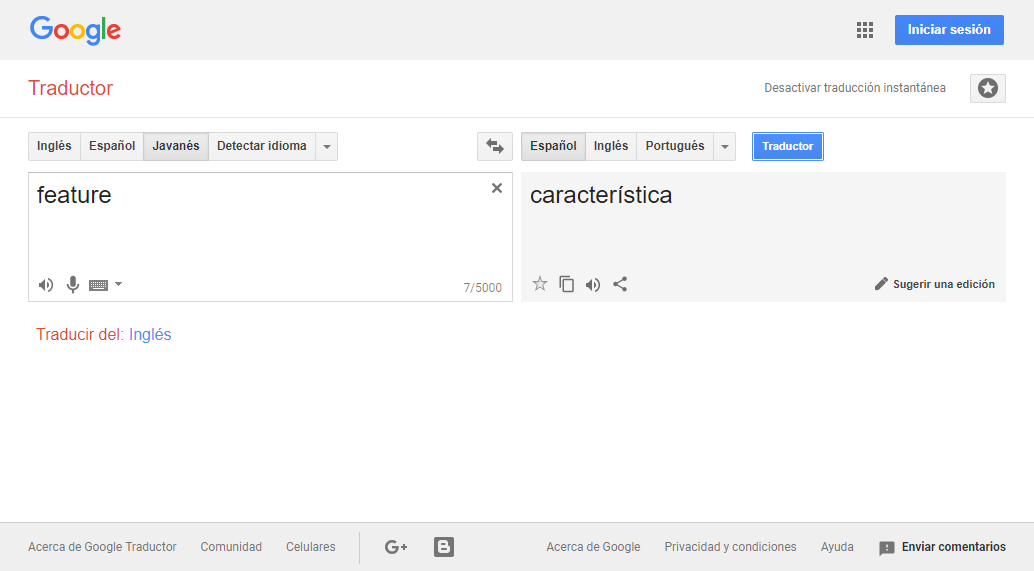 Google
Iniciar sesión
Traductor
Desactivar traducción instantánea
Inglés Español Javanés Detectar idioma
Español Inglés Portugués
Traductor
feature
característica
7/5000
Sugerir una edición
Traducir del: Inglés
Acerca de Google Traductor Comunidad Celulares G+ B Acerca de Google Privacidad y condiciones Ayuda Enviar comentarios